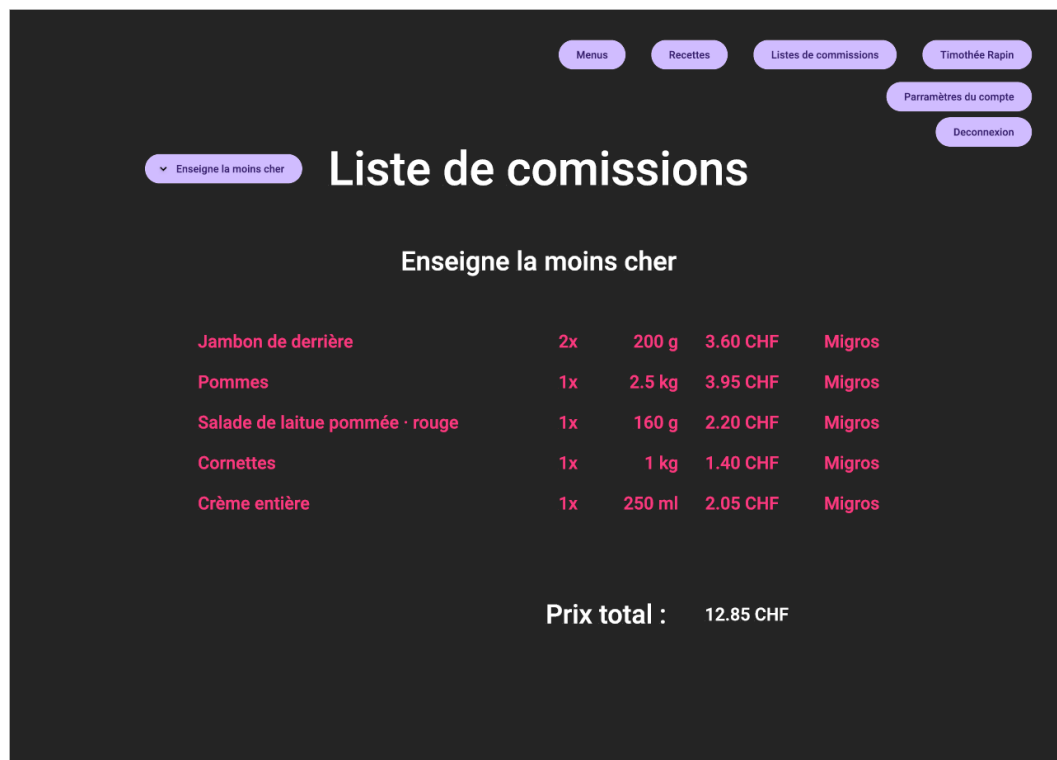 Menus Recettes Listes de commissions Timothée Rapin
Parramètres du compte
Deconnexion
Enseigne la moins cher Liste de comissions
Enseigne la moins cher
Jambon de derrière 2x 200 g 3.60 CHF Migros
Pommes 1x 2.5 kg 3.95 CHF Migros
Salade de laitue pommée · rouge 1x 160 g 2.20 CHF Migros
Cornettes 1x 1 kg 1.40 CHF Migros
Crème entière 1x 250 ml 2.05 CHF Migros
Prix total : 12.85 CHF